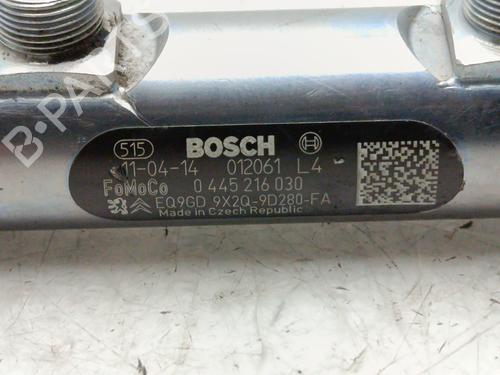 515 BOSCH
11-04-14 012061 L4
FoMoCo 0 445 216 030
EQ9GD 9X2Q-9D280-FA
Made in Czech Republic
B-PARTS